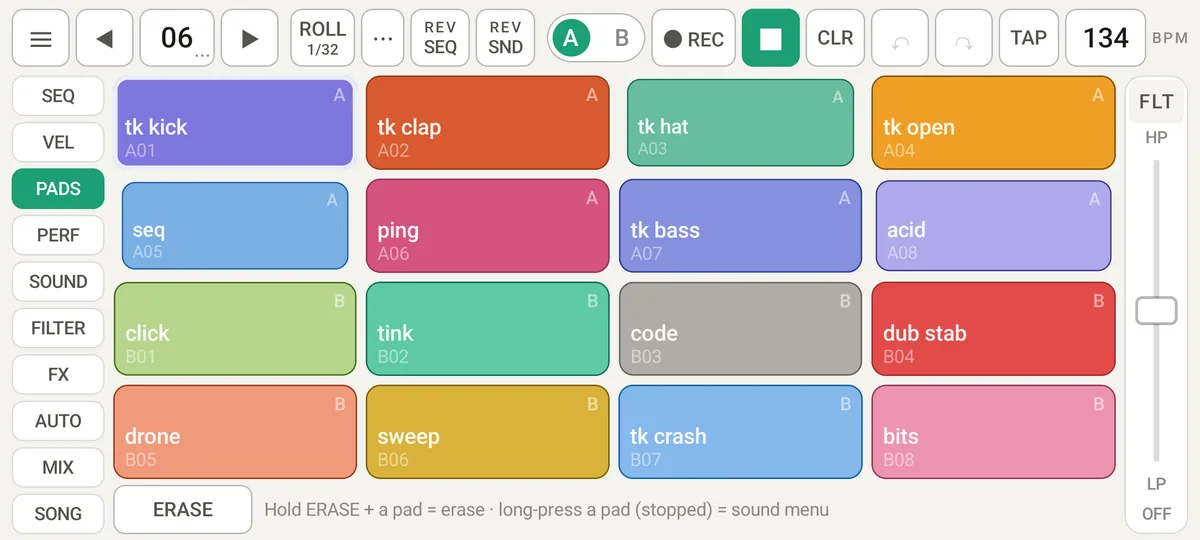 06...
ROLL
1/32
...
REV
SEQ
REV
SND
A
B
REC
CLR
TAP
134
BPM
SEQ
VEL
PADS
PERF
SOUND
FILTER
FX
AUTO
MIX
SONG
A
tk kick
A01
A
tk clap
A02
A
tk hat
A03
A
tk open
A04
A
seq
A05
A
ping
A06
A
tk bass
A07
A
acid
A08
B
click
B01
B
tink
B02
B
code
B03
B
dub stab
B04
B
drone
B05
B
sweep
B06
B
tk crash
B07
B
bits
B08
ERASE
Hold ERASE + a pad = erase · long-press a pad (stopped) = sound menu
FLT
HP
LP
OFF